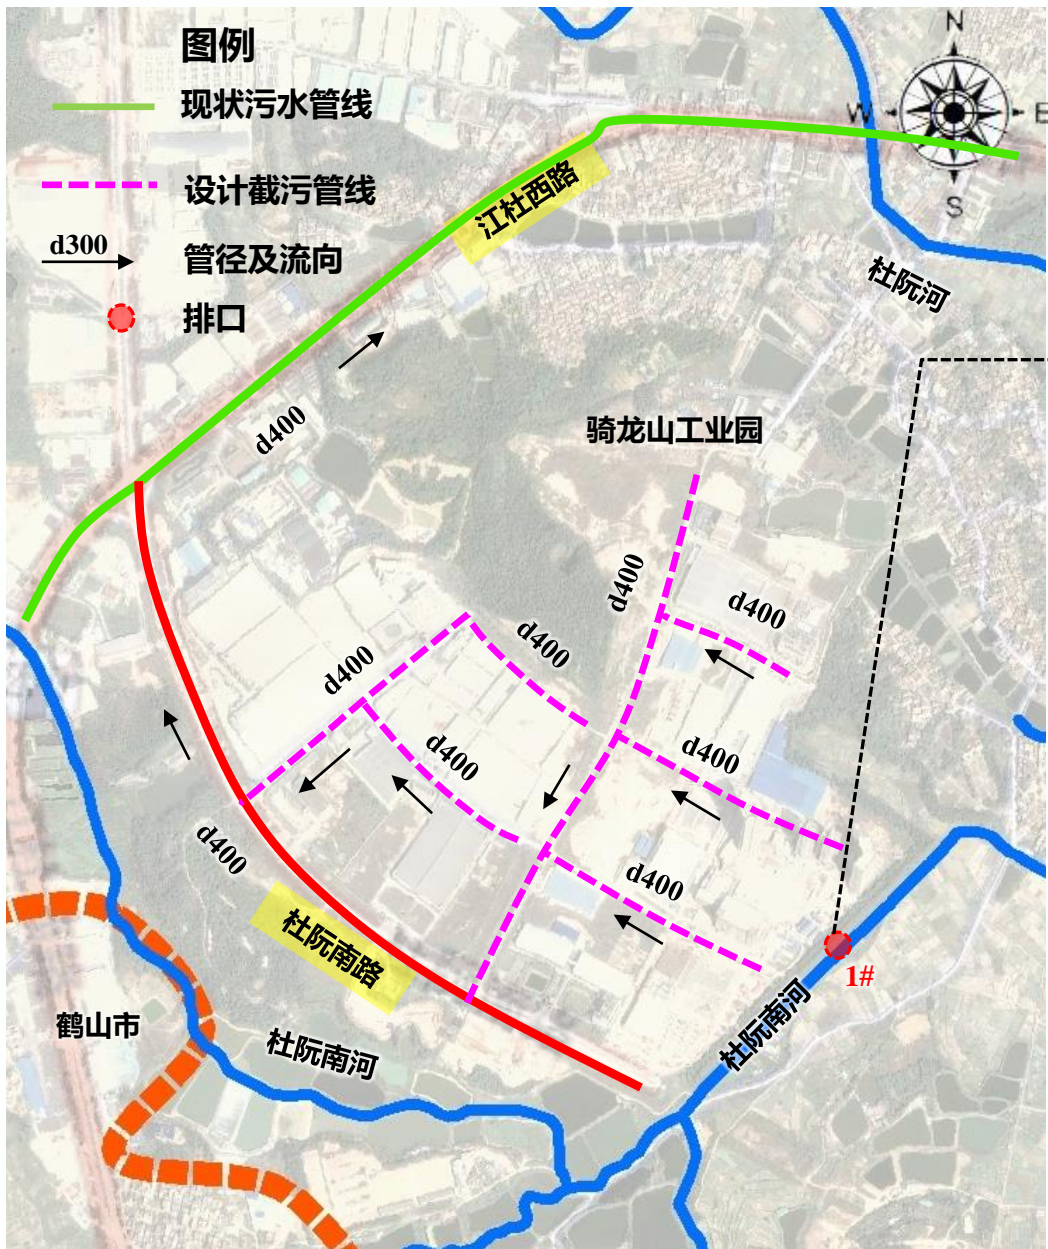 图例
N
现状污水管线
W
E
江杜西路
设计截污管线
S
d300
管径及流向
杜阮河
排口
d400
骑龙山工业园
d400
d400
d400
d400
d400
d400
d400
d400
杜阮南路
1#
鹤山市
杜阮南河
杜阮南河